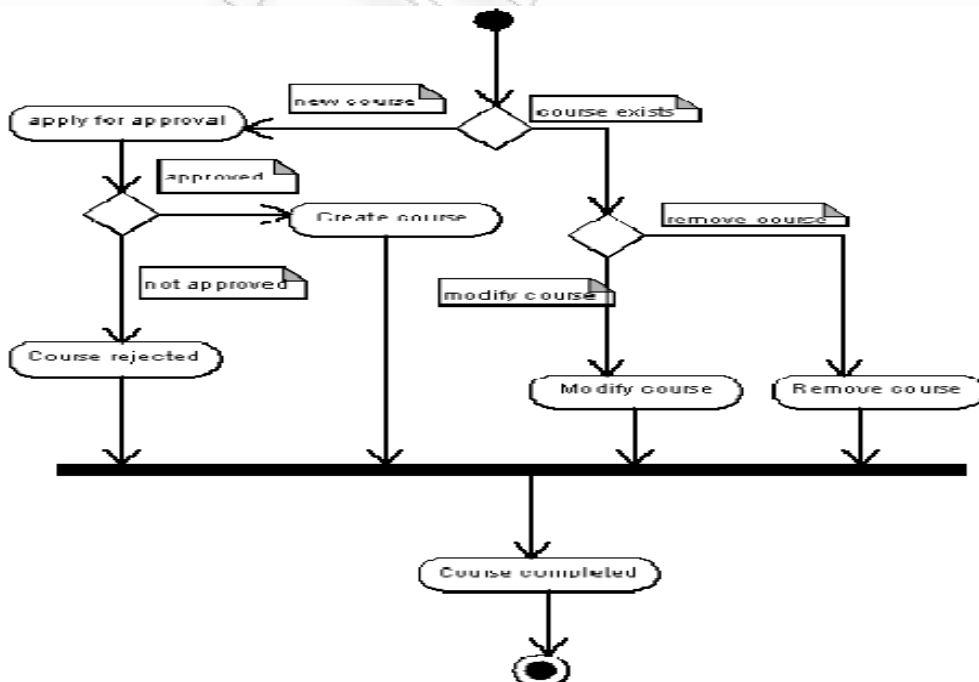 new course
course exists
apply for approval
approved
Create course
remove course
not approved
modify course
Course rejected
Modify course
Remove course
Course completed